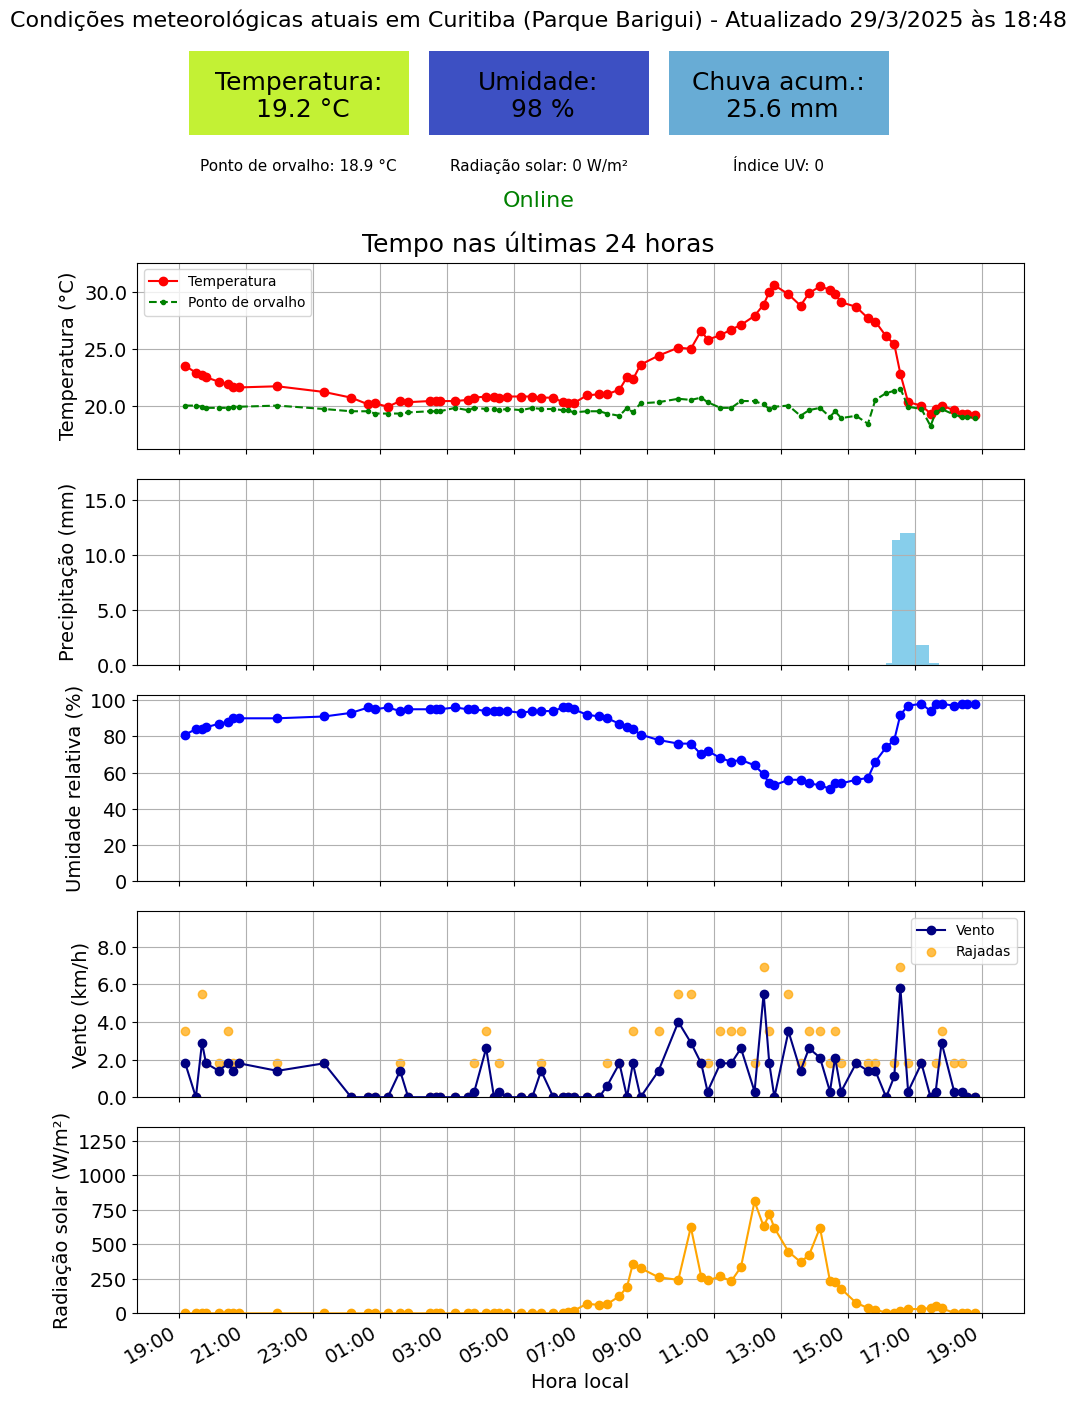 Condições meteorológicas atuais em Curitiba (Parque Barigui) - Atualizado 29/3/2025 às 18:48
Temperatura:
19.2 °C
Umidade:
98 %
Chuva acum.:
25.6 mm
Ponto de orvalho: 18.9 °C
Radiação solar: 0 W/m²
Índice UV: 0
Online
Tempo nas últimas 24 horas
Temperatura (°C)
30.0
25.0
20.0
Temperatura
Ponto de orvalho
Precipitação (mm)
15.0
10.0
5.0
0.0
Umidade relativa (%)
100
80
60
40
20
0
Vento (km/h)
8.0
6.0
4.0
2.0
0.0
Vento
Rajadas
Radiação solar (W/m²)
1250
1000
750
500
250
0
19:00
21:00
23:00
01:00
03:00
05:00
07:00
09:00
11:00
13:00
15:00
17:00
19:00
Hora local